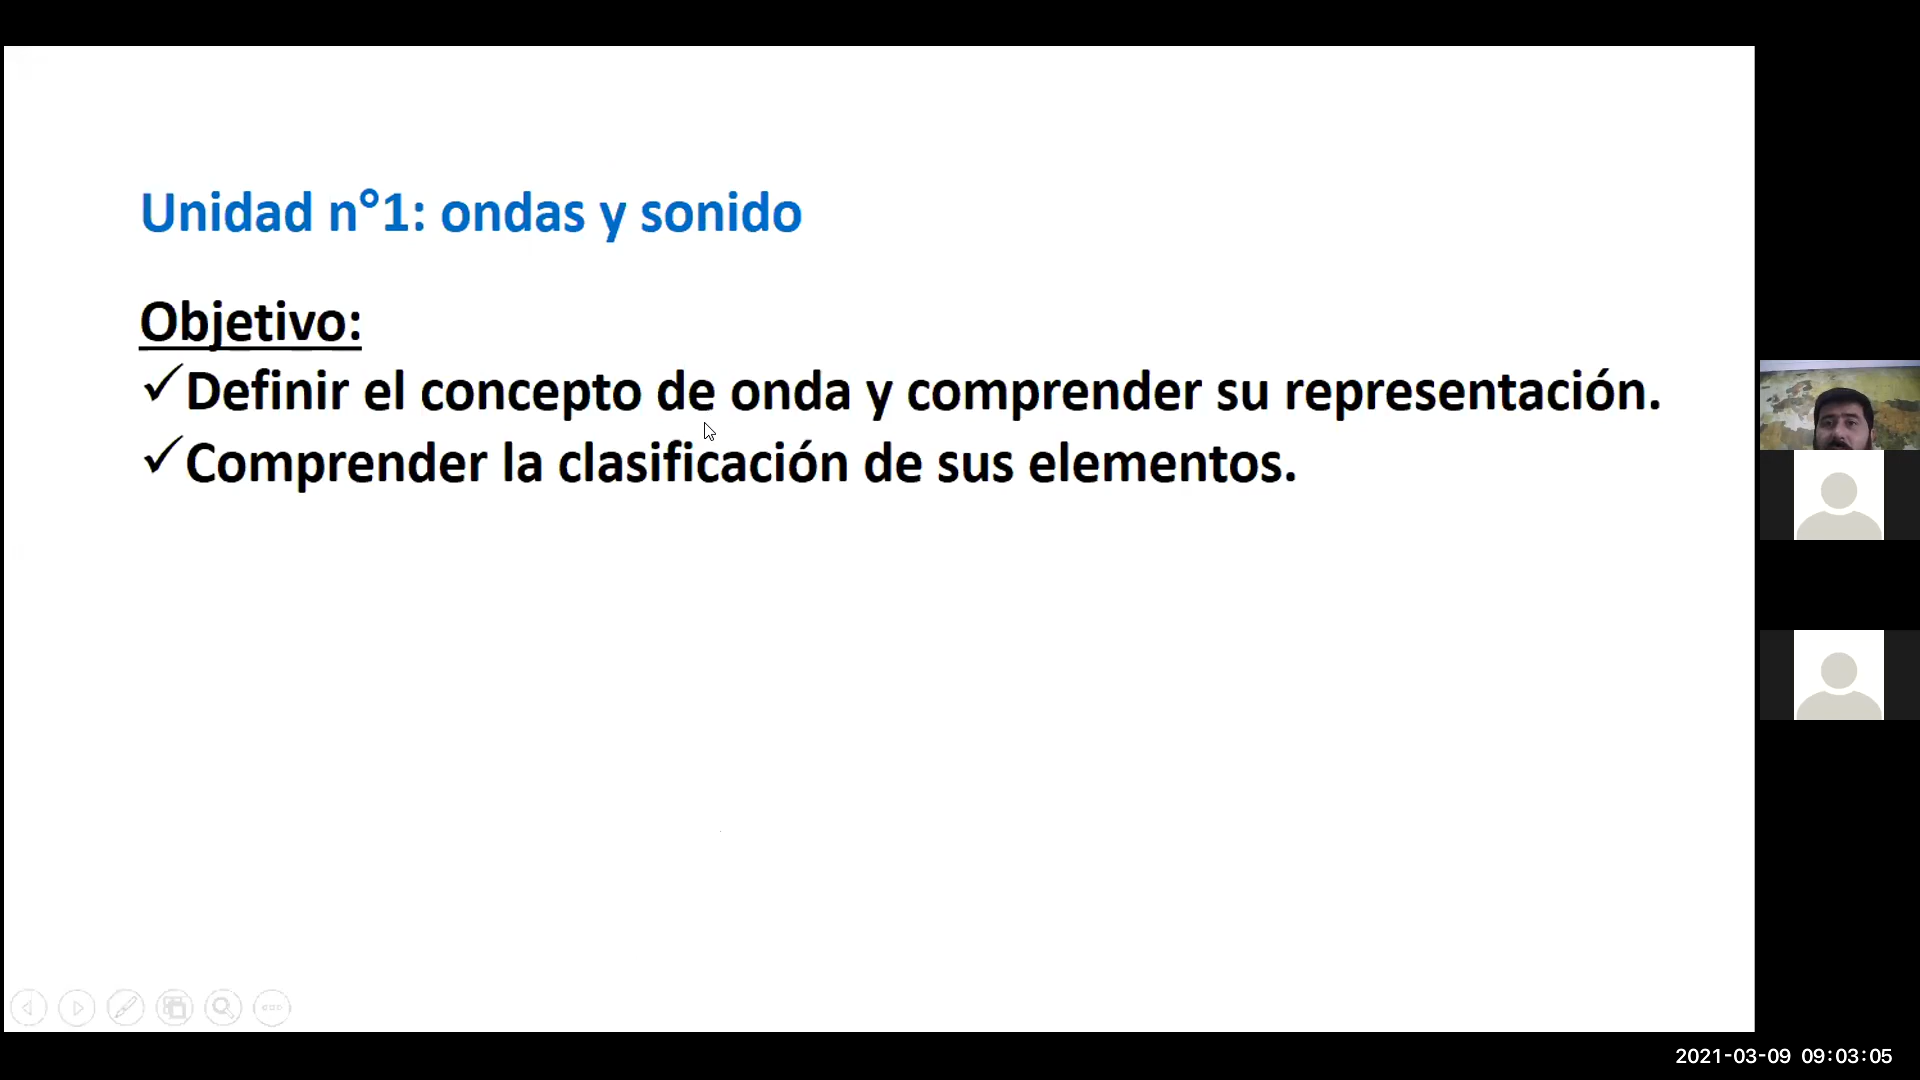 Unidad n°1: ondas y sonido
Objetivo:
✓Definir el concepto de onda y comprender su representación.
✓Comprender la clasificación de sus elementos.
2021-03-09 09:03:05